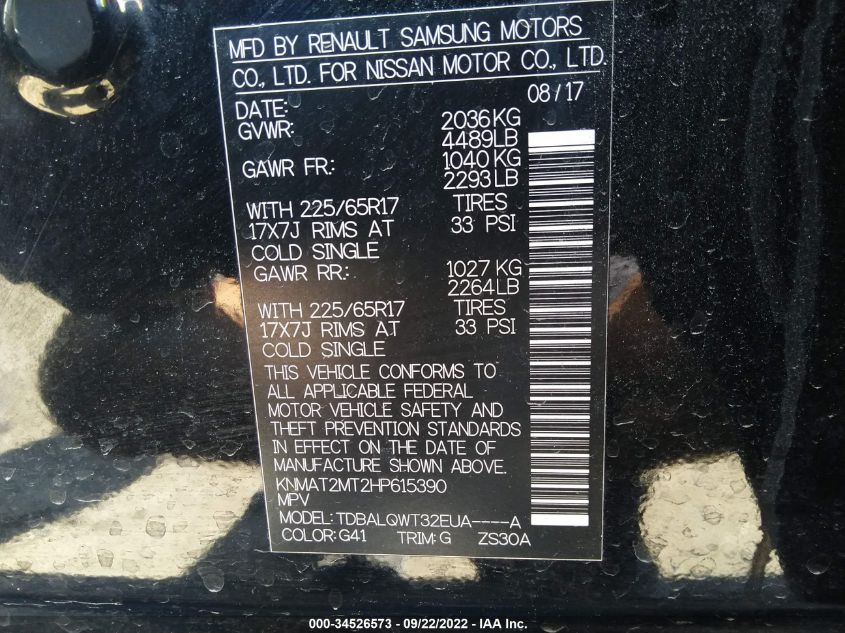 MFD BY RENAULT SAMSUNG MOTORS
CO., LTD. FOR NISSAN MOTOR CO., LTD.
DATE: 08/17
GVWR: 2036KG
4489LB
GAWR FR.: 1040KG
2293LB
WITH 225/65R17 TIRES
17X7J RIMS AT 33 PSI
COLD SINGLE
GAWR RR.: 1027 KG
2264LB
WITH 225/65R17 TIRES
17X7J RIMS AT 33 PSI
COLD SINGLE
THIS VEHICLE CONFORMS TO
ALL APPLICABLE FEDERAL
MOTOR VEHICLE SAFETY AND
THEFT PREVENTION STANDARDS
IN EFFECT ON THE DATE OF
MANUFACTURE SHOWN ABOVE.
KNMAT2MT2HP615390
MPV
MODEL: TDBALQWT32EUA----A
COLOR: G41 TRIM: G ZS30A
000-34526573 - 09/22/2022 - IAA Inc.